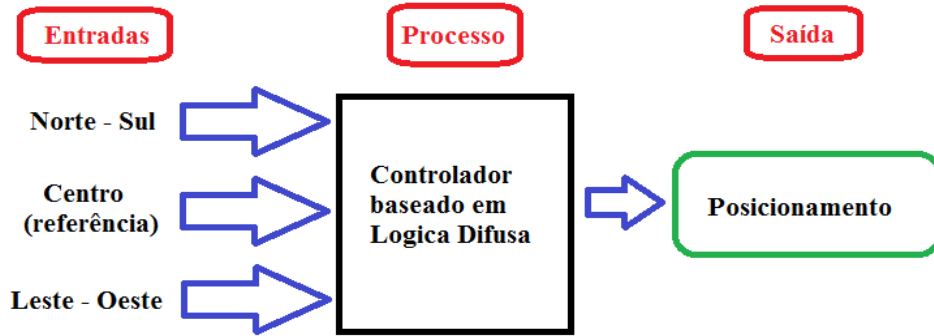 Entradas
Processo
Saída
Norte - Sul
Centro
(referência)
Leste - Oeste
Controlador
baseado em
Logica Difusa
Posicionamento